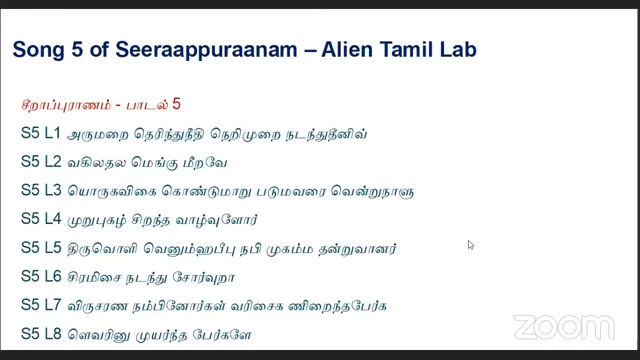 Song 5 of Seeraappuraanam – Alien Tamil Lab
சீறாப்புராணம் - பாடல் 5
S5 L1 அருமறை தெரிந்துநீதி நெறிமுறை நடந்துதீனிவ்
S5 L2 வகிலதல மெங்கு மீறவே
S5 L3 யொருகவிகை கொண்டுமாறு படுமவரை வென்றுநாளு
S5 L4 முறுபுகழ் சிறந்த வாழ்வுளோர்
S5 L5 திருவொளி வெனும்ஹபீபு நபி முகம்ம தன்றுவானர்
S5 L6 சிரமிசை நடந்து சோர்வுறா
S5 L7 விருசரண நம்பினோர்கள் வரிசைக ணிறைந்தபேர்க
S5 L8 ளெவரினு முயர்ந்த பேர்களே
zoom